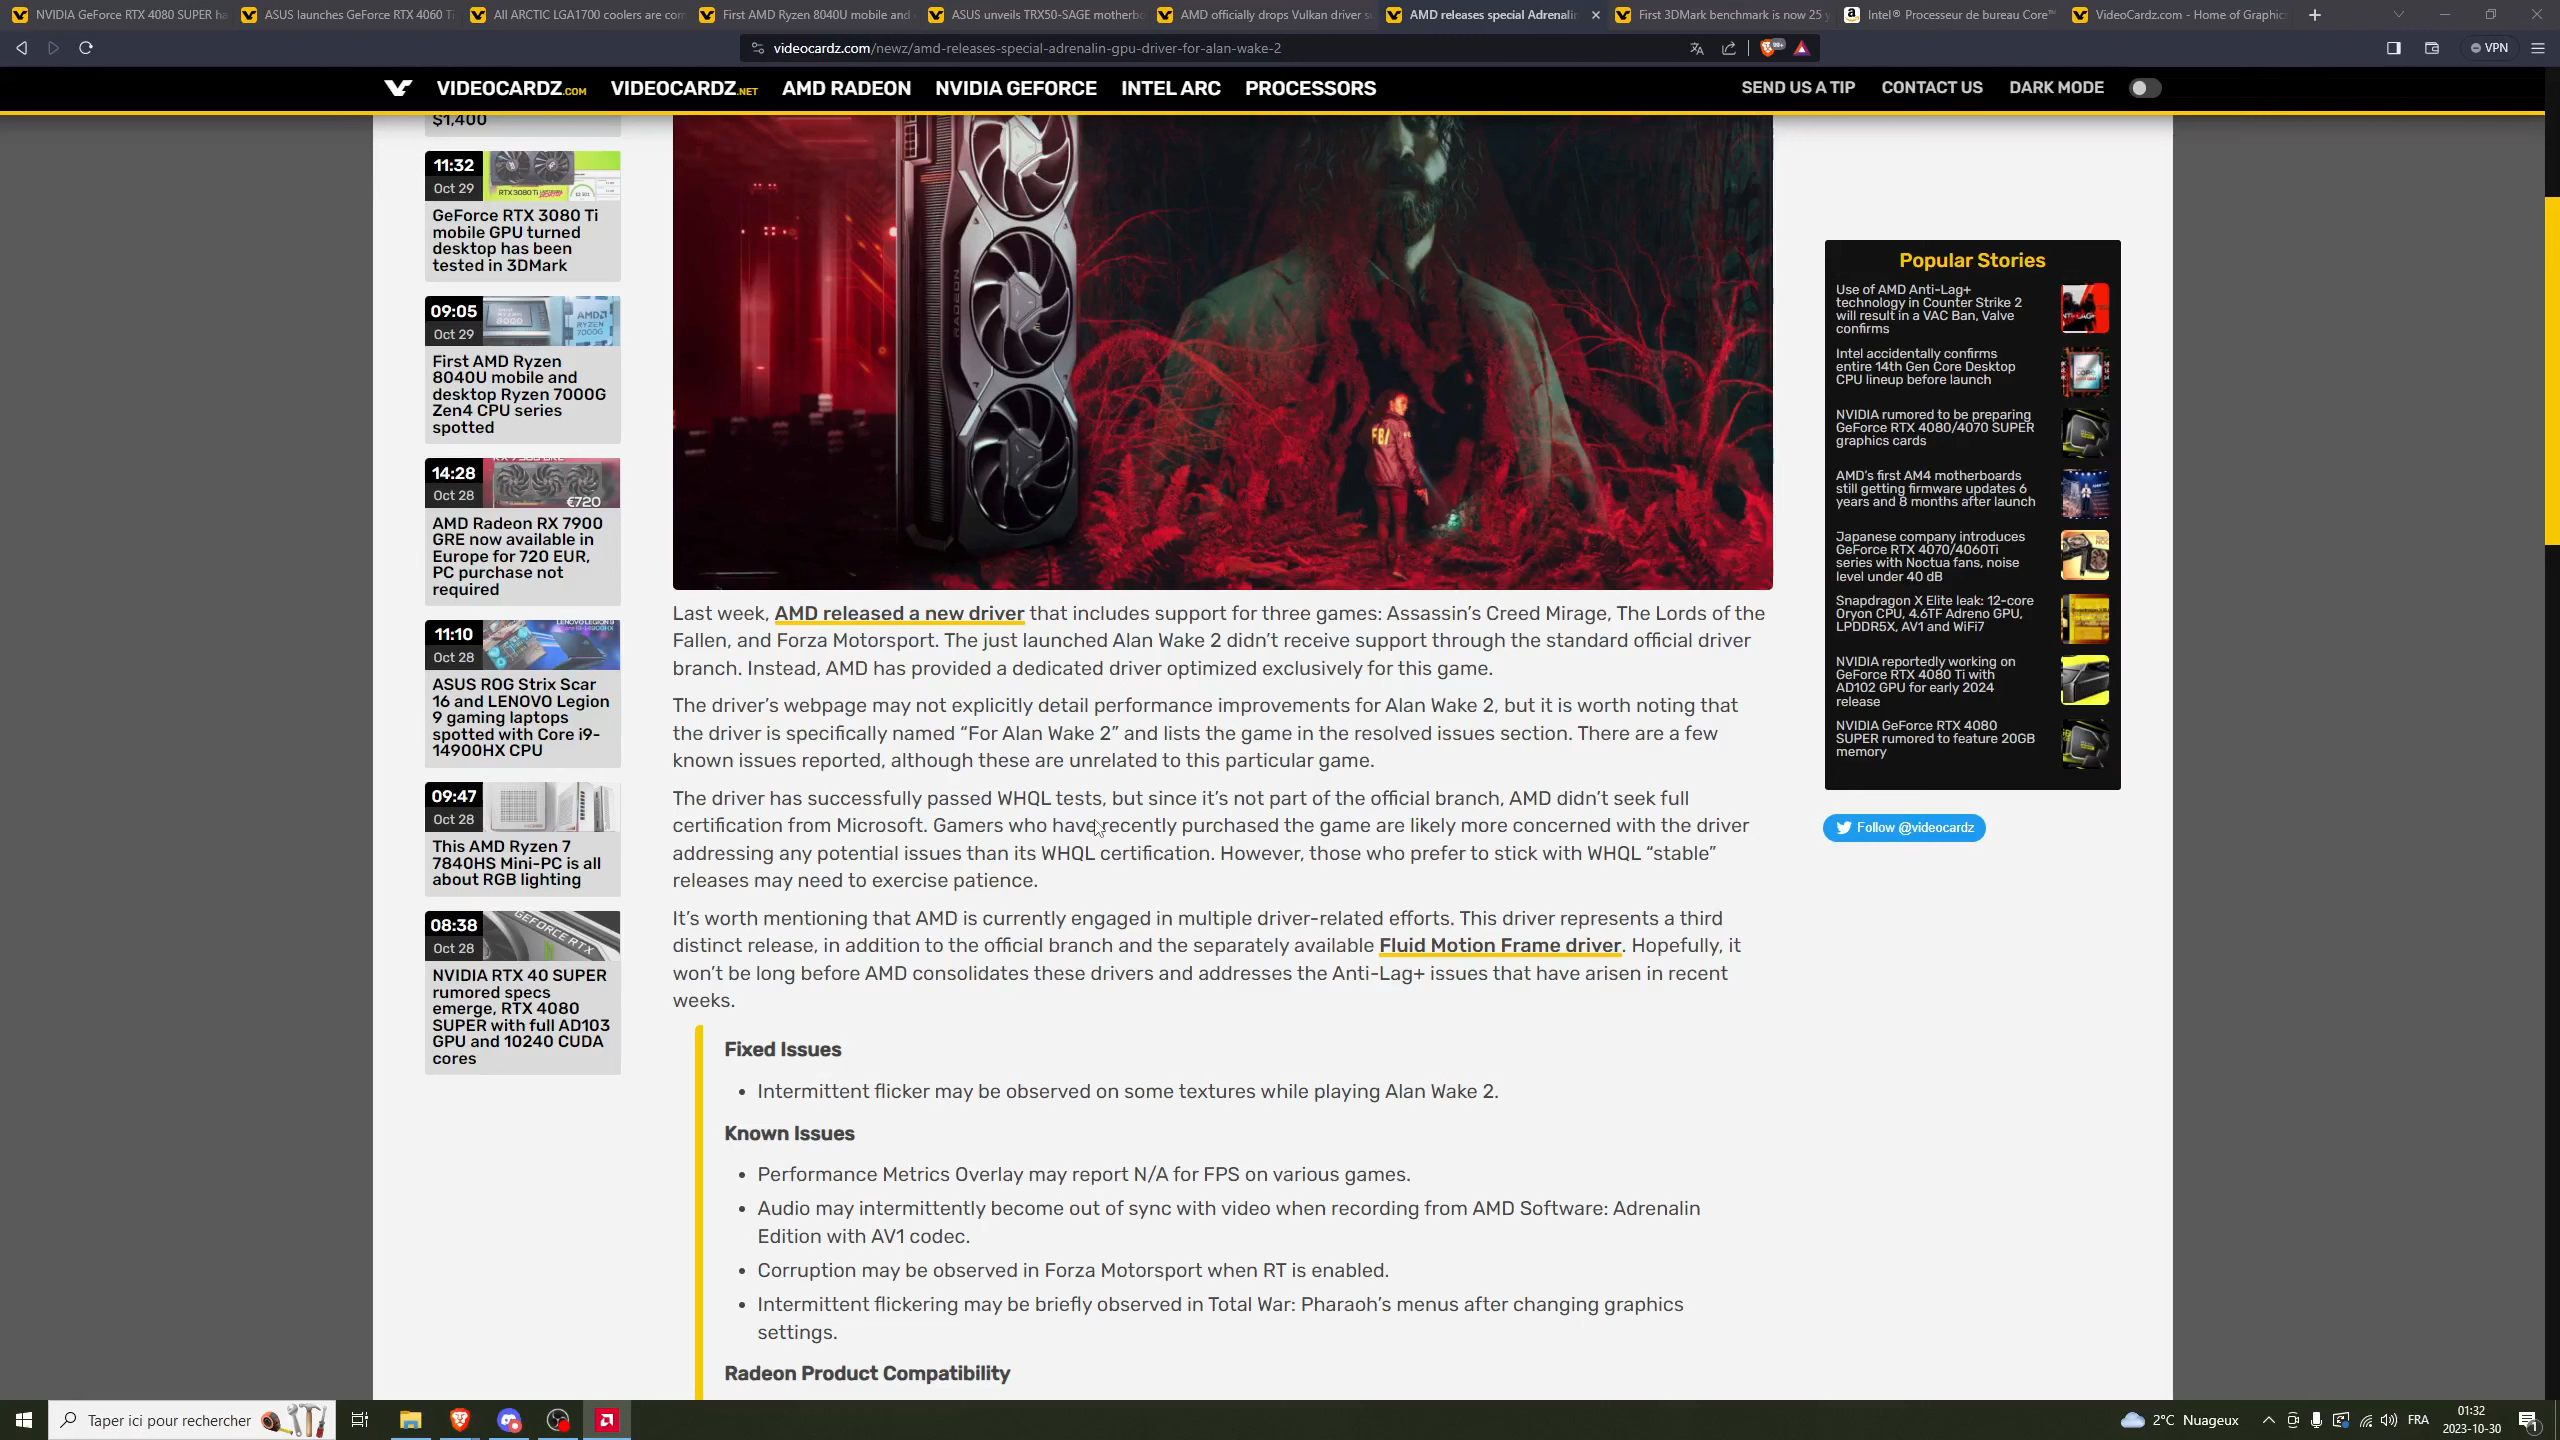 NVIDIA GeForce RTX 4080 SUPER ha
ASUS launches GeForce RTX 4060 Ti
All ARCTIC LGA1700 coolers are com
First AMD Ryzen 8040U mobile and
ASUS unveils TRX50-SAGE motherbo
AMD officially drops Vulkan driver s
AMD releases special Adrenalin
First 3DMark benchmark is now 25 y
Intel® Processeur de bureau Core™
VideoCardz.com - Home of Graphic
videocardz.com/newz/amd-releases-special-adrenalin-gpu-driver-for-alan-wake-2
99+
VPN
VIDEOCARDZ.COM
VIDEOCARDZ.NET
AMD RADEON
NVIDIA GEFORCE
INTEL ARC
PROCESSORS
SEND US A TIP
CONTACT US
DARK MODE
$1,400
11:32
Oct 29
RTX 3080 Ti
GeForce RTX 3080 Ti
mobile GPU turned
desktop has been
tested in 3DMark
09:05
Oct 29
AMD
RYZEN
7000G
First AMD Ryzen
8040U mobile and
desktop Ryzen 7000G
Zen4 CPU series
spotted
14:28
Oct 28
€720
AMD Radeon RX 7900
GRE now available in
Europe for 720 EUR,
PC purchase not
required
11:10
Oct 28
ASUS ROG Strix Scar
16 and LENOVO Legion
9 gaming laptops
spotted with Core i9-
14900HX CPU
09:47
Oct 28
This AMD Ryzen 7
7840HS Mini-PC is all
about RGB lighting
08:38
Oct 28
GEFORCE RTX
NVIDIA RTX 40 SUPER
rumored specs
emerge, RTX 4080
SUPER with full AD103
GPU and 10240 CUDA
cores
RADEON
FBI
Last week, AMD released a new driver that includes support for three games: Assassin’s Creed Mirage, The Lords of the
Fallen, and Forza Motorsport. The just launched Alan Wake 2 didn’t receive support through the standard official driver
branch. Instead, AMD has provided a dedicated driver optimized exclusively for this game.
The driver’s webpage may not explicitly detail performance improvements for Alan Wake 2, but it is worth noting that
the driver is specifically named “For Alan Wake 2” and lists the game in the resolved issues section. There are a few
known issues reported, although these are unrelated to this particular game.
The driver has successfully passed WHQL tests, but since it’s not part of the official branch, AMD didn’t seek full
certification from Microsoft. Gamers who have recently purchased the game are likely more concerned with the driver
addressing any potential issues than its WHQL certification. However, those who prefer to stick with WHQL “stable”
releases may need to exercise patience.
It’s worth mentioning that AMD is currently engaged in multiple driver-related efforts. This driver represents a third
distinct release, in addition to the official branch and the separately available Fluid Motion Frame driver. Hopefully, it
won’t be long before AMD consolidates these drivers and addresses the Anti-Lag+ issues that have arisen in recent
weeks.
Fixed Issues
• Intermittent flicker may be observed on some textures while playing Alan Wake 2.
Known Issues
• Performance Metrics Overlay may report N/A for FPS on various games.
• Audio may intermittently become out of sync with video when recording from AMD Software: Adrenalin
Edition with AV1 codec.
• Corruption may be observed in Forza Motorsport when RT is enabled.
• Intermittent flickering may be briefly observed in Total War: Pharaoh’s menus after changing graphics
settings.
Radeon Product Compatibility
Popular Stories
Use of AMD Anti-Lag+
technology in Counter Strike 2
will result in a VAC Ban, Valve
confirms
Intel accidentally confirms
entire 14th Gen Core Desktop
CPU lineup before launch
NVIDIA rumored to be preparing
GeForce RTX 4080/4070 SUPER
graphics cards
AMD’s first AM4 motherboards
still getting firmware updates 6
years and 8 months after launch
Japanese company introduces
GeForce RTX 4070/4060Ti
series with Noctua fans, noise
level under 40 dB
Snapdragon X Elite leak: 12-core
Oryon CPU, 4.6TF Adreno GPU,
LPDDR5X, AV1 and WiFi7
NVIDIA reportedly working on
GeForce RTX 4080 Ti with
AD102 GPU for early 2024
release
NVIDIA GeForce RTX 4080
SUPER rumored to feature 20GB
memory
Follow @videocardz
Taper ici pour rechercher
2°C Nuageux
FRA
01:32
2023-10-30
1